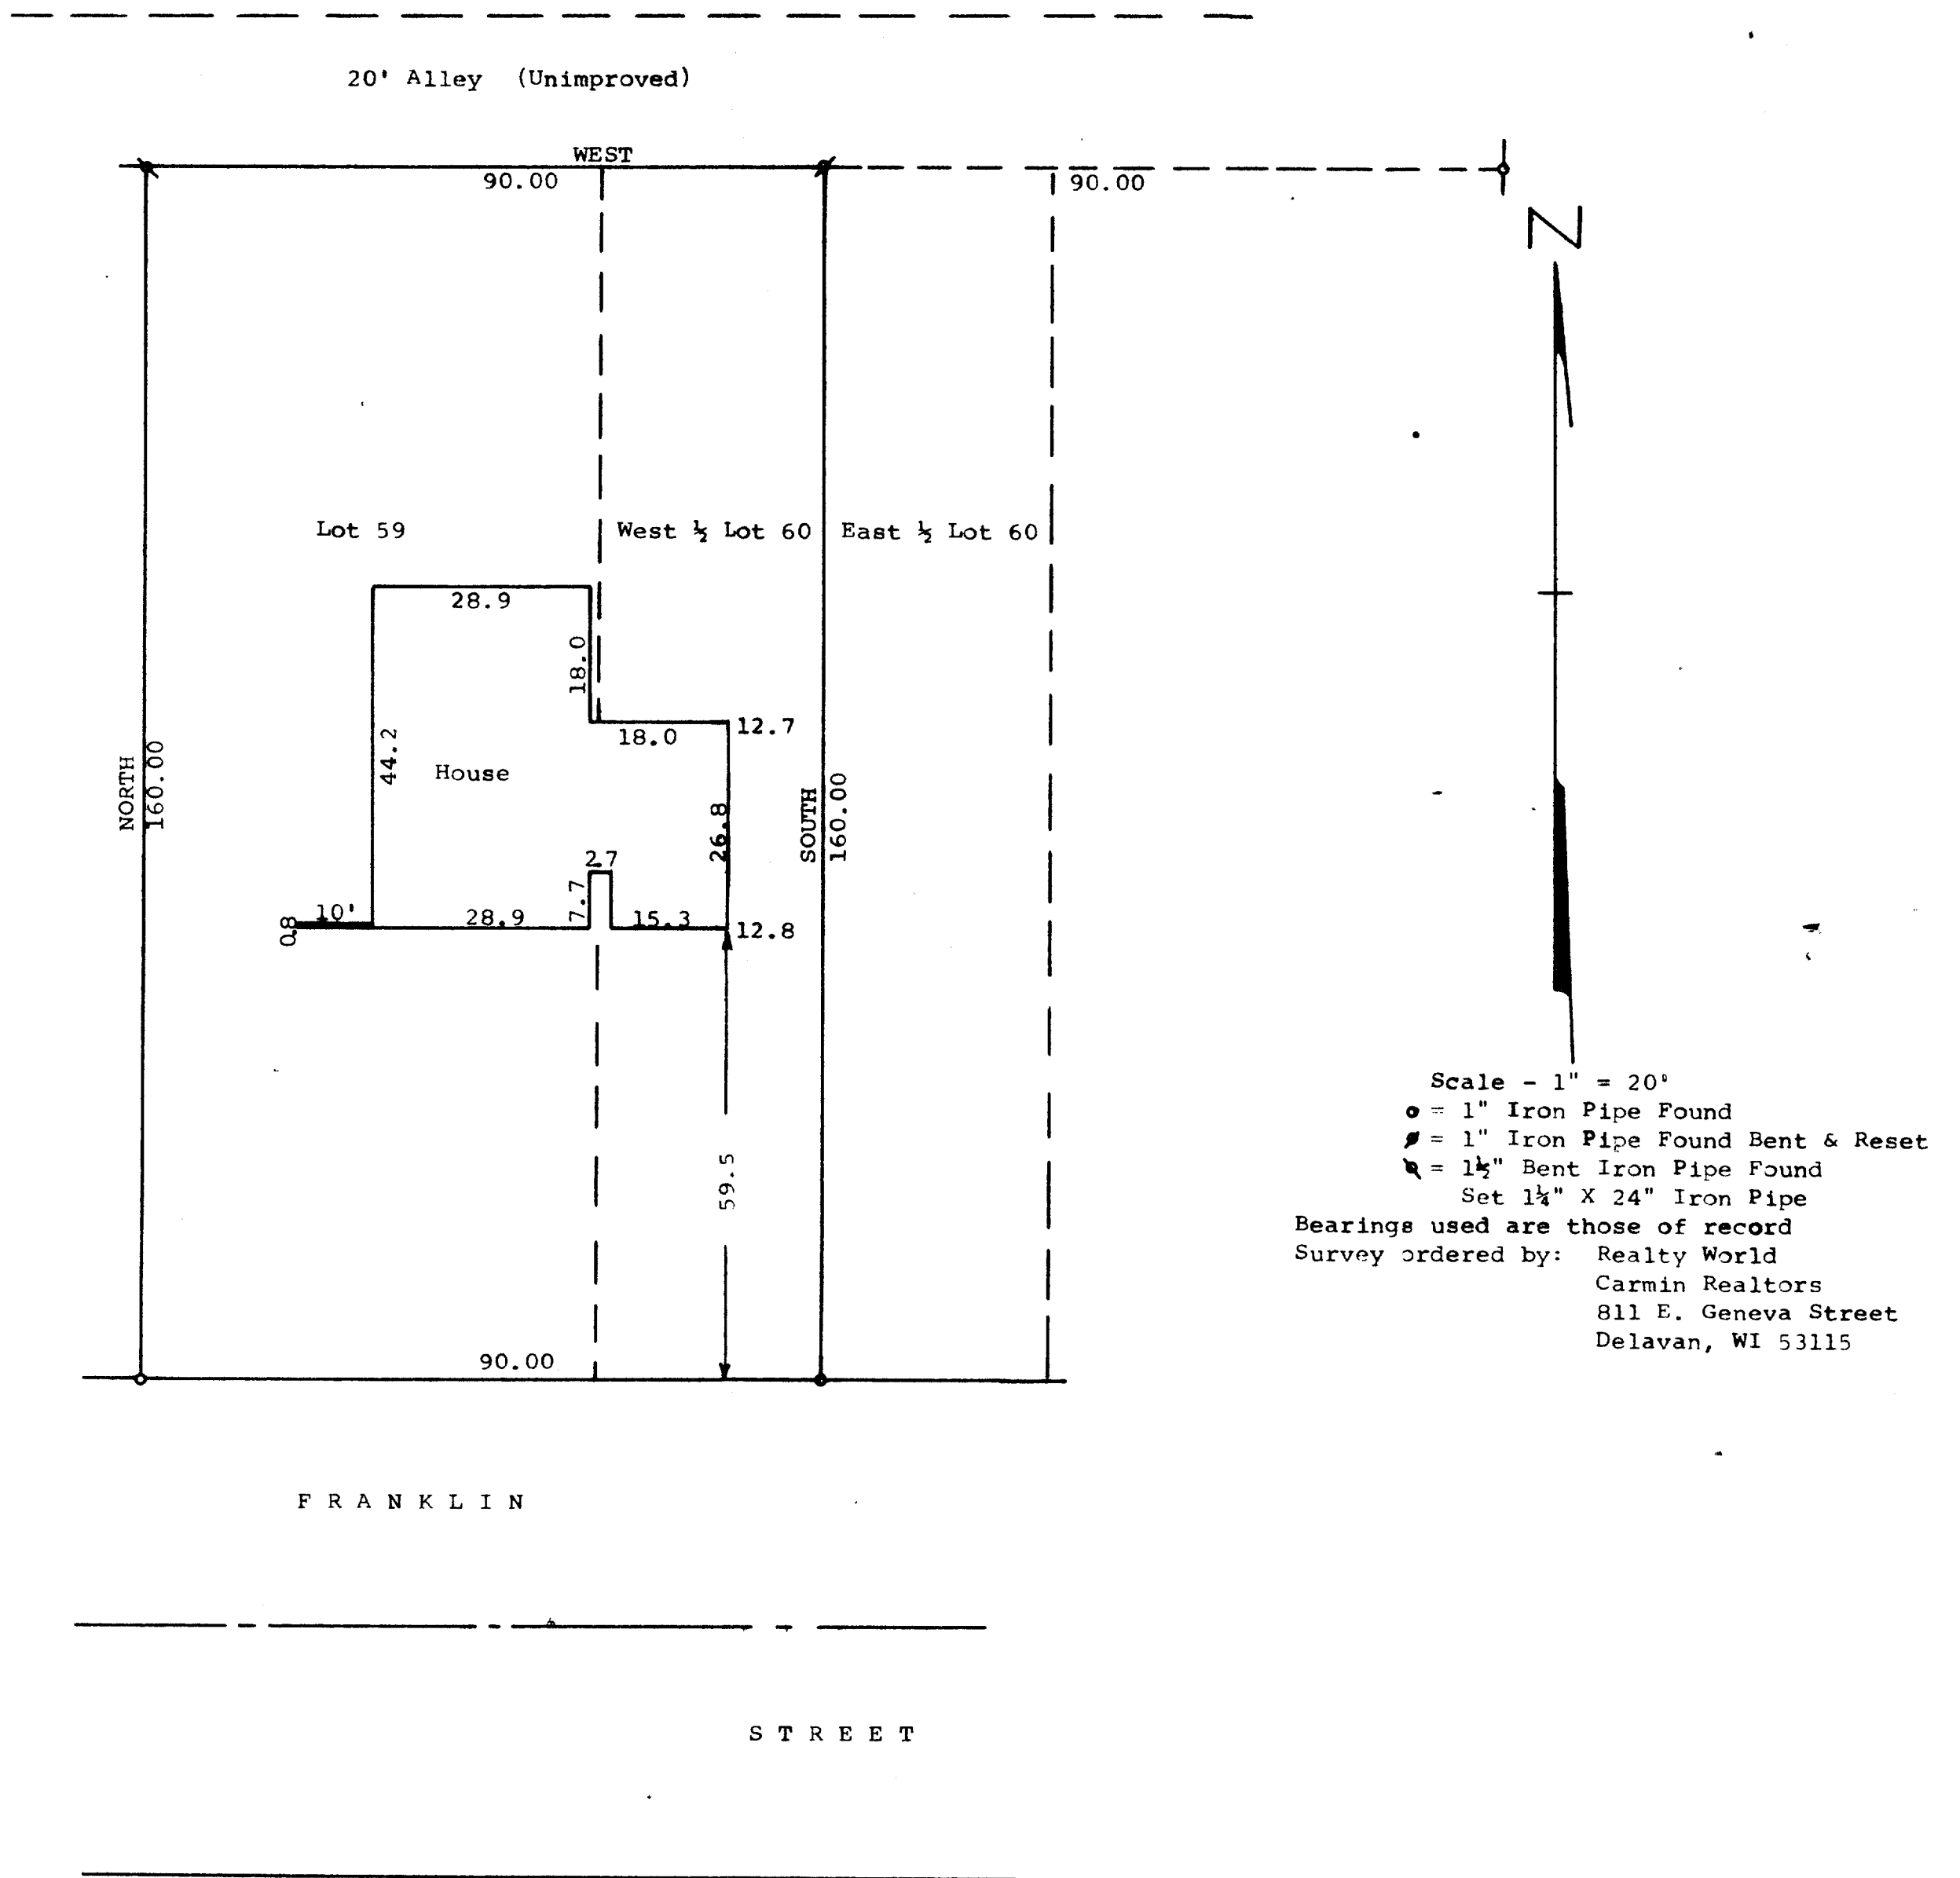 20' Alley (Unimproved)
WEST
90.00
90.00
N
Lot 59
West ½ Lot 60
East ½ Lot 60
28.9
18.0
12.7
18.0
44.2
House
NORTH
160.00
26.8
SOUTH
160.00
2.7
7.7
10'
0.8
28.9
15.3
12.8
59.5
Scale - 1" = 20'
= 1" Iron Pipe Found
= 1" Iron Pipe Found Bent & Reset
= 1½" Bent Iron Pipe Found
Set 1¼" X 24" Iron Pipe
Bearings used are those of record
Survey ordered by: Realty World
Carmin Realtors
811 E. Geneva Street
Delavan, WI 53115
90.00
FRANKLIN
STREET